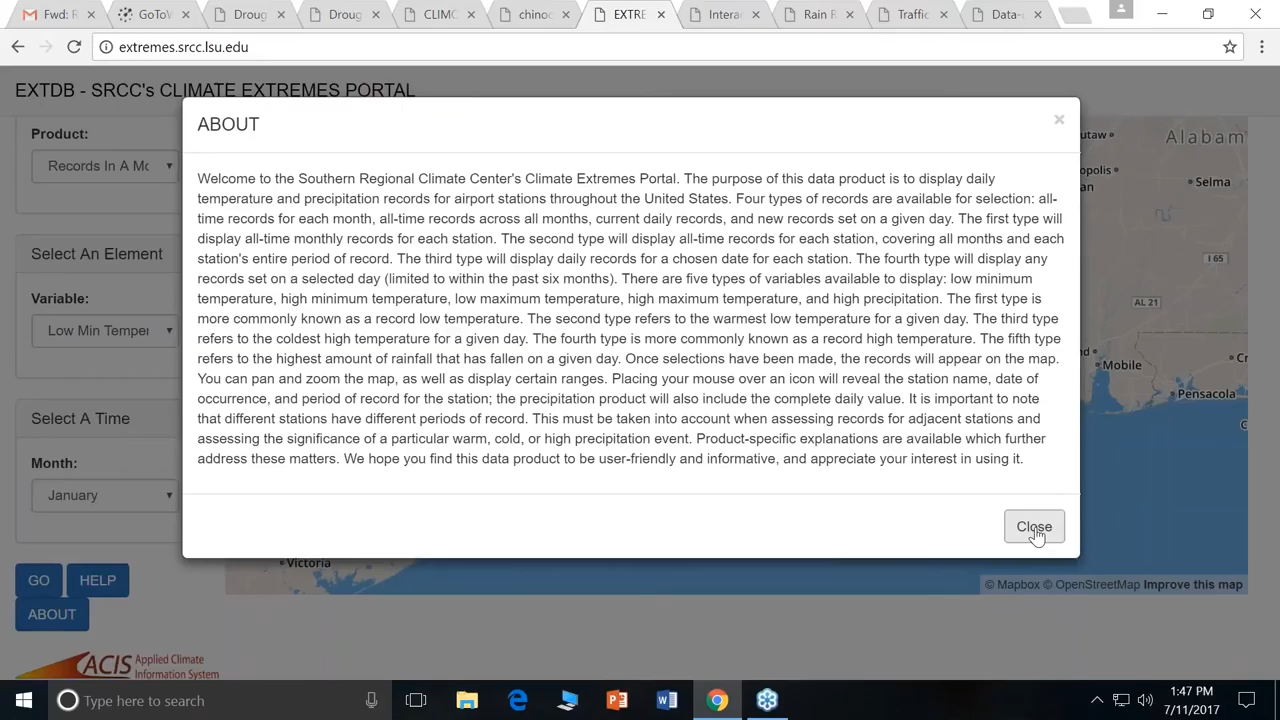 Fwd: R
GoToW
Droug
Droug
CLIMC
chinoc
EXTRE
Intera
Rain R
Traffic
Data-
extremes.srcc.lsu.edu
EXTDB - SRCC's CLIMATE EXTREMES PORTAL
ABOUT
×
Welcome to the Southern Regional Climate Center's Climate Extremes Portal. The purpose of this data product is to display daily
temperature and precipitation records for airport stations throughout the United States. Four types of records are available for selection: all-
time records for each month, all-time records across all months, current daily records, and new records set on a given day. The first type will
display all-time monthly records for each station. The second type will display all-time records for each station, covering all months and each
station's entire period of record. The third type will display daily records for a chosen date for each station. The fourth type will display any
records set on a selected day (limited to within the past six months). There are five types of variables available to display: low minimum
temperature, high minimum temperature, low maximum temperature, high maximum temperature, and high precipitation. The first type is
more commonly known as a record low temperature. The second type refers to the warmest low temperature for a given day. The third type
refers to the coldest high temperature for a given day. The fourth type is more commonly known as a record high temperature. The fifth type
refers to the highest amount of rainfall that has fallen on a given day. Once selections have been made, the records will appear on the map.
You can pan and zoom the map, as well as display certain ranges. Placing your mouse over an icon will reveal the station name, date of
occurrence, and period of record for the station; the precipitation product will also include the complete daily value. It is important to note
that different stations have different periods of record. This must be taken into account when assessing records for adjacent stations and
assessing the significance of a particular warm, cold, or high precipitation event. Product-specific explanations are available which further
address these matters. We hope you find this data product to be user-friendly and informative, and appreciate your interest in using it.
Close
Product:
Records In A Mc
Select An Element
Variable:
Low Min Temper
Select A Time
Month:
January
GO
HELP
ABOUT
ACIS Applied Climate
Information System
utaw
Alabam
opolis
an
Selma
I 65
AL 21
nd
Mobile
Cr
Pensacola
C
Victoria
© Mapbox © OpenStreetMap Improve this map
Type here to search
1:47 PM
7/11/2017